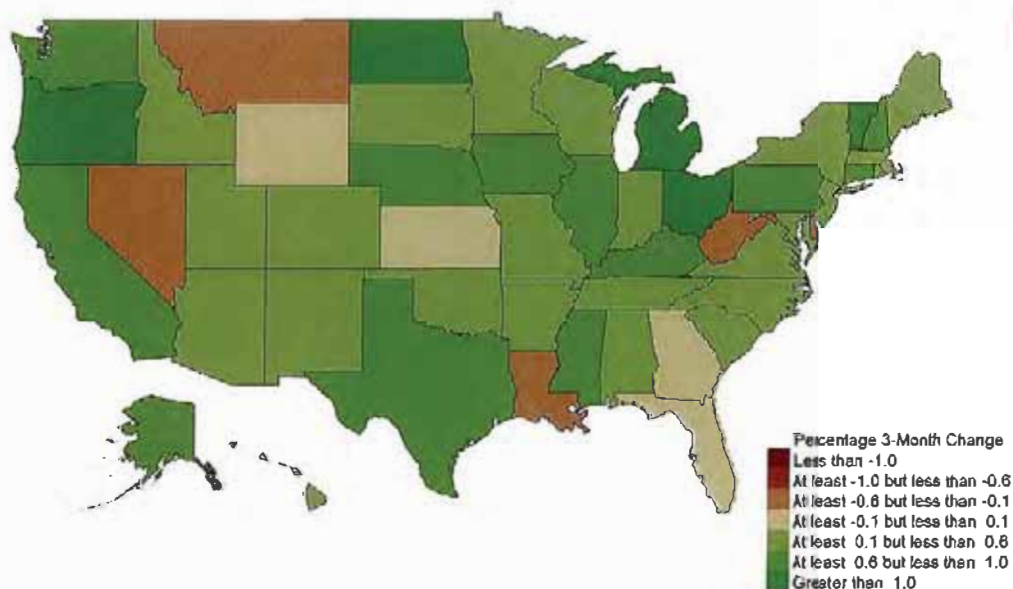 Percentage 3-Month Change
Less than -1.0
At least -1.0 but less than -0.6
At least -0.6 but less than -0.1
At least -0.1 but less than 0.1
At least 0.1 but less than 0.6
At least 0.6 but less than 1.0
Greater than 1.0